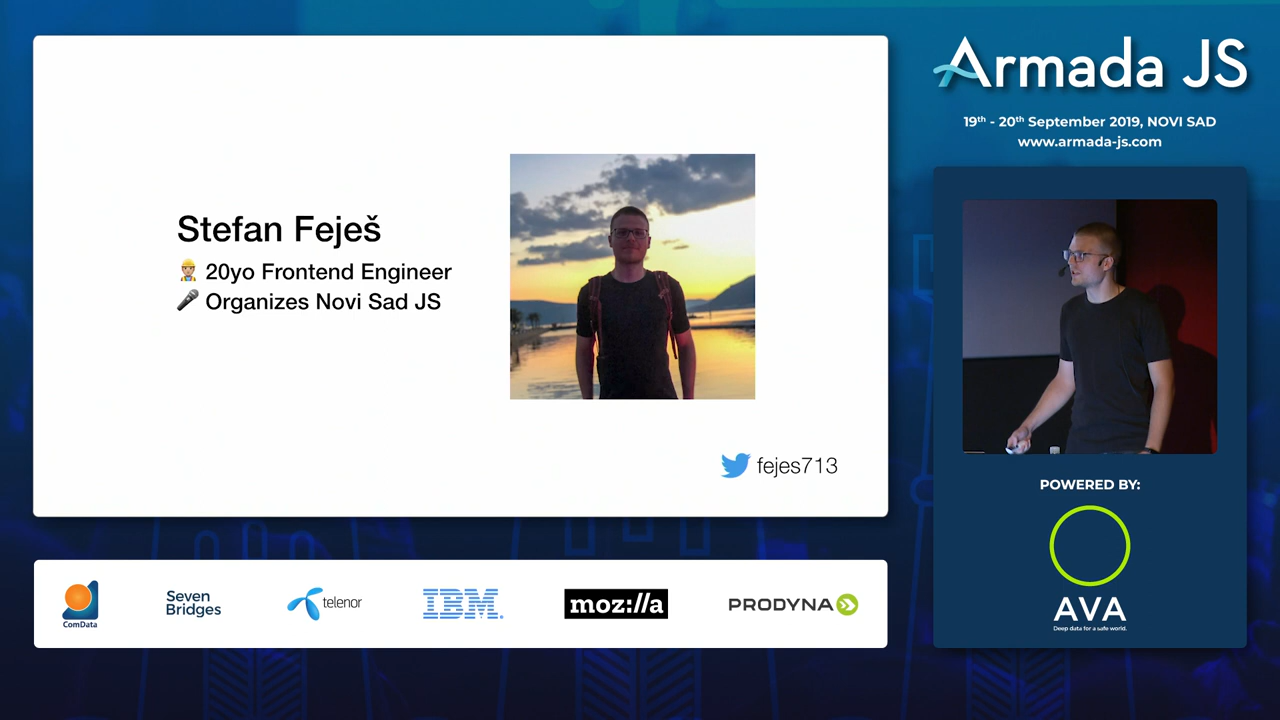 Stefan Feješ
20yo Frontend Engineer
Organizes Novi Sad JS
fejes713
Armada JS
19th - 20th September 2019, NOVI SAD
www.armada-js.com
POWERED BY:
AVA
Deep data for a safe world.
ComData
Seven
Bridges
telenor
IBM.
moz://a
PRODYNA